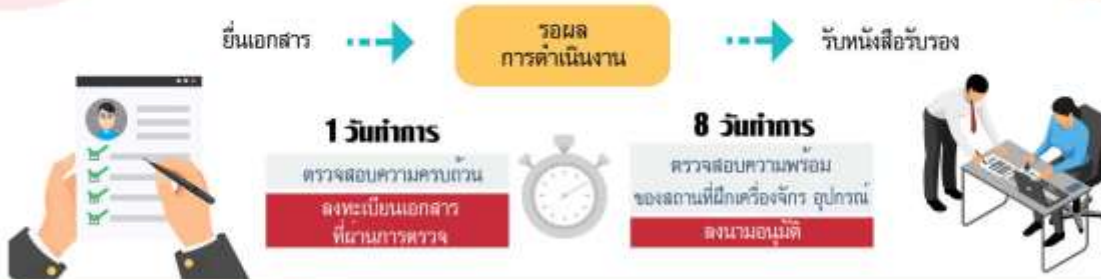 ยื่นเอกสาร
รอผล
การดำเนินงาน
รับหนังสือรับรอง
1 วันทำการ
ตรวจสอบความครบถ้วน
ลงทะเบียนเอกสาร
ที่ผ่านการตรวจ
8 วันทำการ
ตรวจสอบความพร้อม
ของสถานที่ฝึกเครื่องจักร อุปกรณ์
ลงนามอนุมัติ